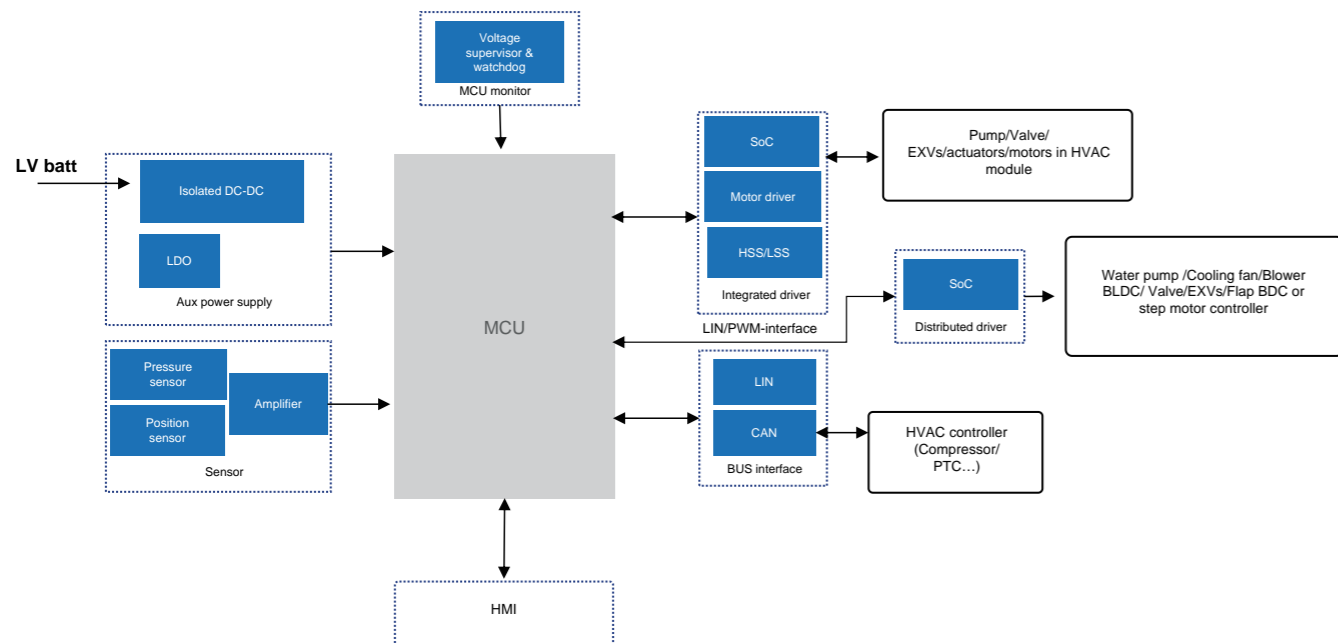 Voltage
supervisor &
watchdog
MCU monitor
LV batt
Isolated DC-DC
LDO
Aux power supply
Pressure
sensor
Position
sensor
Amplifier
Sensor
MCU
HMI
SoC
Motor driver
HSS/LSS
Integrated driver
Pump/Valve/
EXVs/actuators/motors in HVAC
module
LIN/PWM-interface
SoC
Distributed driver
Water pump /Cooling fan/Blower
BLDC/ Valve/EXVs/Flap BDC or
step motor controller
LIN
CAN
BUS interface
HVAC controller
(Compressor/
PTC…)